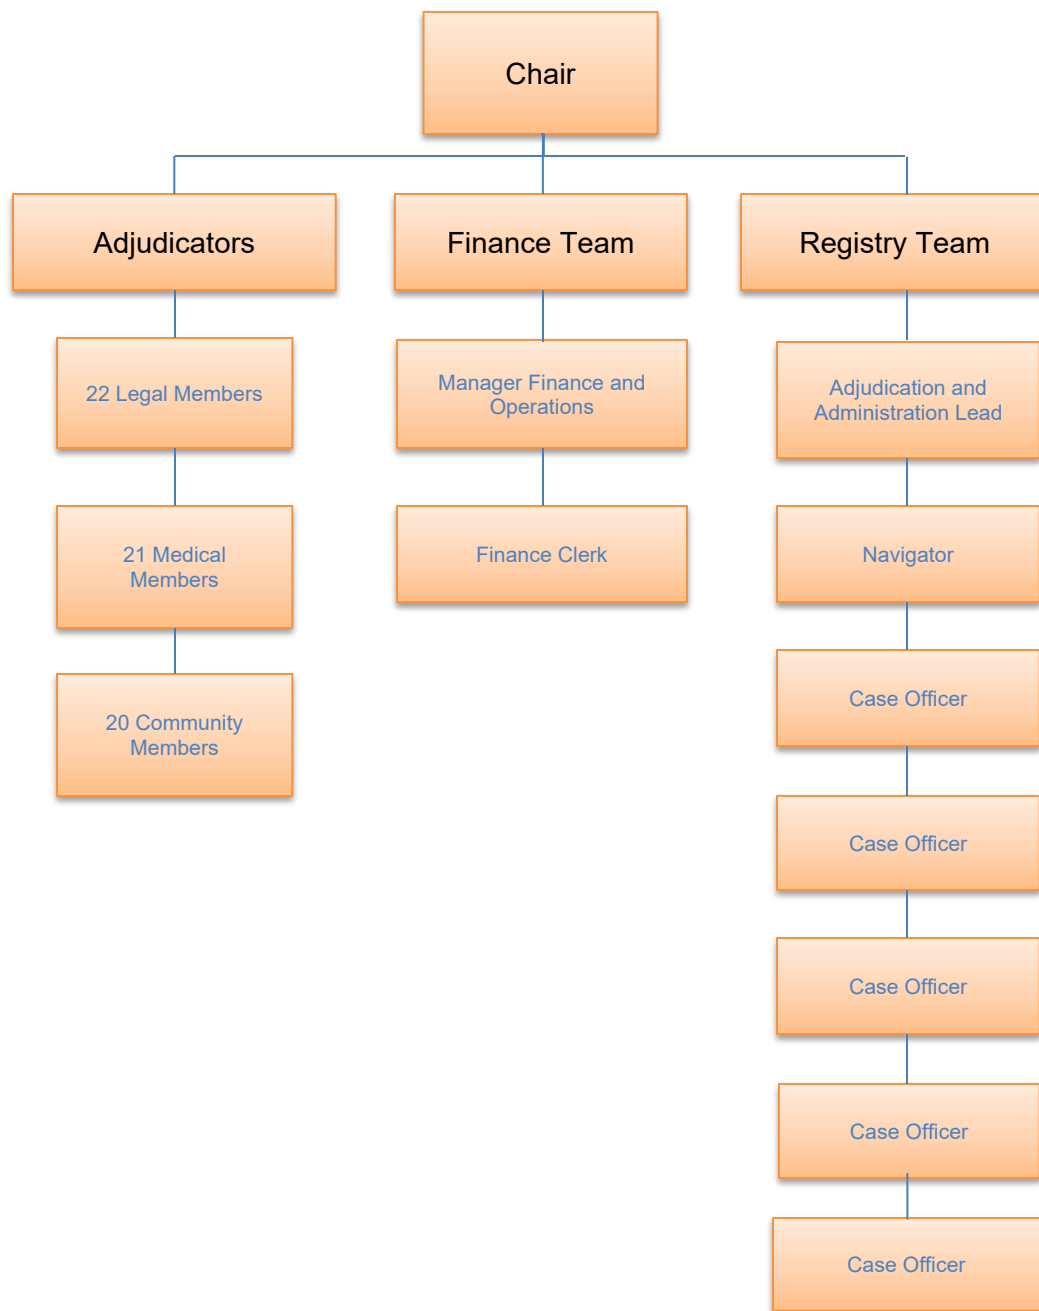 Chair
Adjudicators
Finance Team
Registry Team
22 Legal Members
Manager Finance and
Operations
Adjudication and
Administration Lead
21 Medical
Members
Finance Clerk
Navigator
20 Community
Members
Case Officer
Case Officer
Case Officer
Case Officer
Case Officer